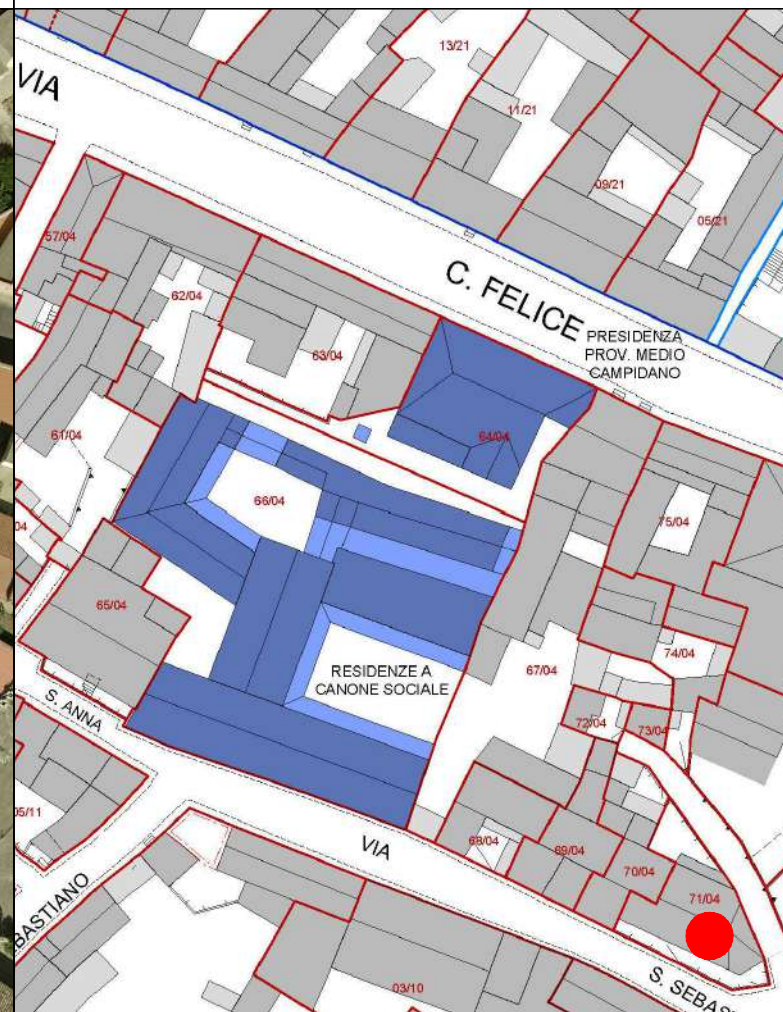 VIA
13/21
11/21
09/21
05/21
57/04
62/04
C. FELICE
PRESIDENZA
PROV. MEDIO
CAMPIDANO
63/04
64/04
61/04
66/04
75/04
65/04
RESIDENZE A
CANONE SOCIALE
67/04
74/04
S. ANNA
72/04
73/04
05/11
VIA
68/04
69/04
70/04
71/04
BASTIANO
03/10
S. SEBAS